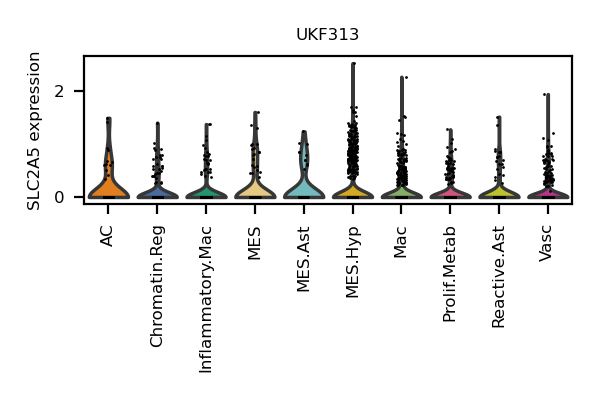 UKF313
SLC2A5 expression
2
0
AC
Chromatin.Reg
Inflammatory.Mac
MES
MES.Ast
MES.Hyp
Mac
Prolif.Metab
Reactive.Ast
Vasc